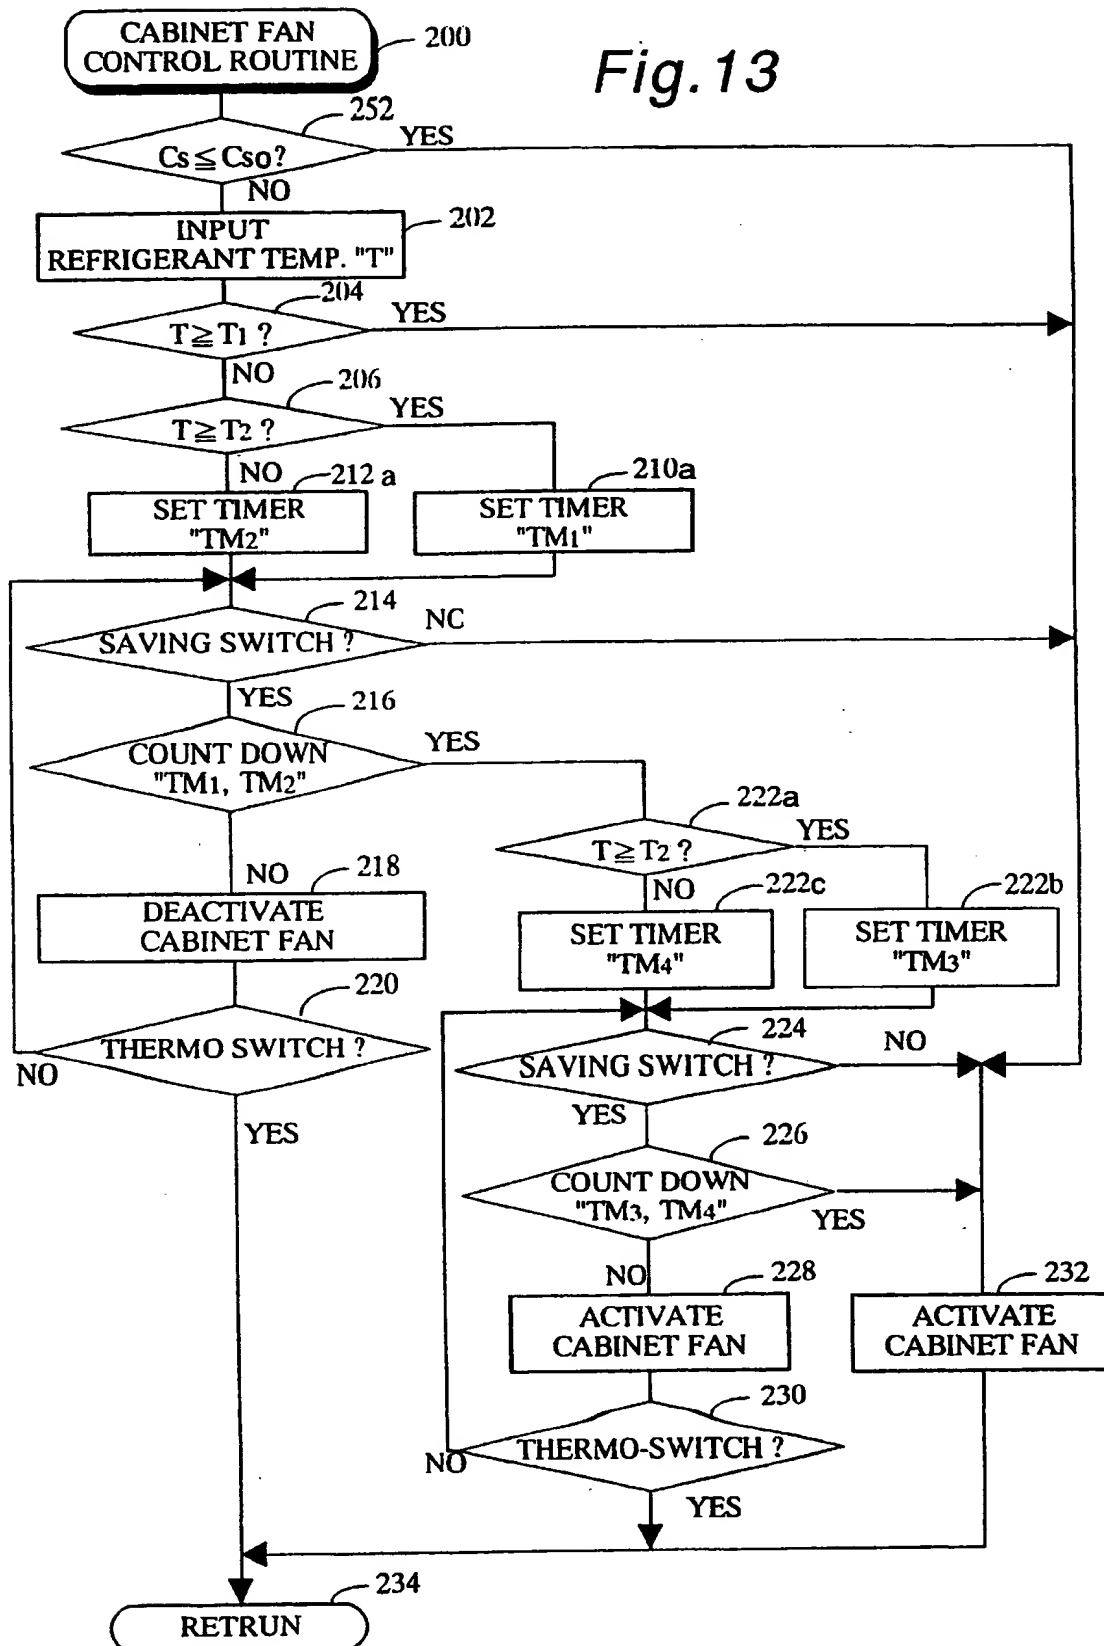 CABINET FAN
CONTROL ROUTINE
200
Fig. 13
252
Cs ≦ Cso?
YES
NO
202
INPUT
REFRIGERANT TEMP. "T"
204
T ≧ T1 ?
YES
NO
206
T ≧ T2 ?
YES
NO
212 a
SET TIMER
"TM2"
210a
SET TIMER
"TM1"
214
SAVING SWITCH ?
NC
YES
216
COUNT DOWN
"TM1, TM2"
YES
NO
218
DEACTIVATE
CABINET FAN
220
THERMO SWITCH ?
NO
YES
222a
T ≧ T2 ?
YES
NO
222c
SET TIMER
"TM4"
222b
SET TIMER
"TM3"
224
SAVING SWITCH ?
NO
YES
226
COUNT DOWN
"TM3, TM4"
YES
NO
228
ACTIVATE
CABINET FAN
232
ACTIVATE
CABINET FAN
230
THERMO-SWITCH ?
NO
YES
234
RETRUN